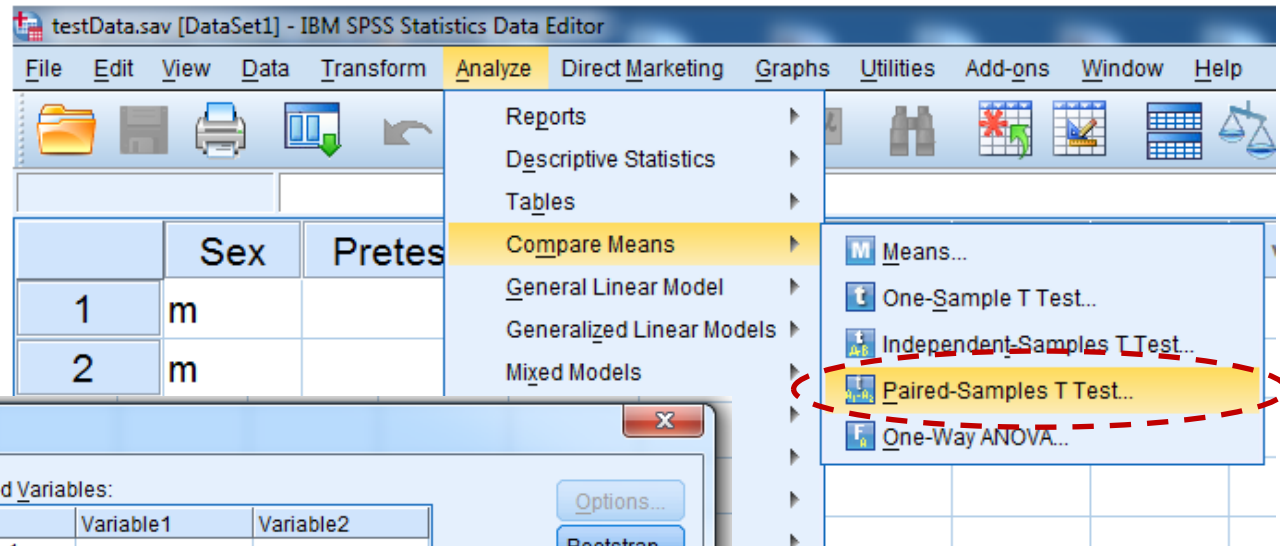 testData.sav [DataSet1] - IBM SPSS Statistics Data Editor
File Edit View Data Transform Analyze Direct Marketing Graphs Utilities Add-ons Window Help
Reports
Descriptive Statistics
Tables
Compare Means
General Linear Model
Generalized Linear Models
Mixed Models
M Means...
t One-Sample T Test...
Independent-Samples T Test...
Paired-Samples T Test...
One-Way ANOVA...
Sex Pretes
1 m
2 m
d Variables:
Variable1 Variable2
Options...
Bootstrap...